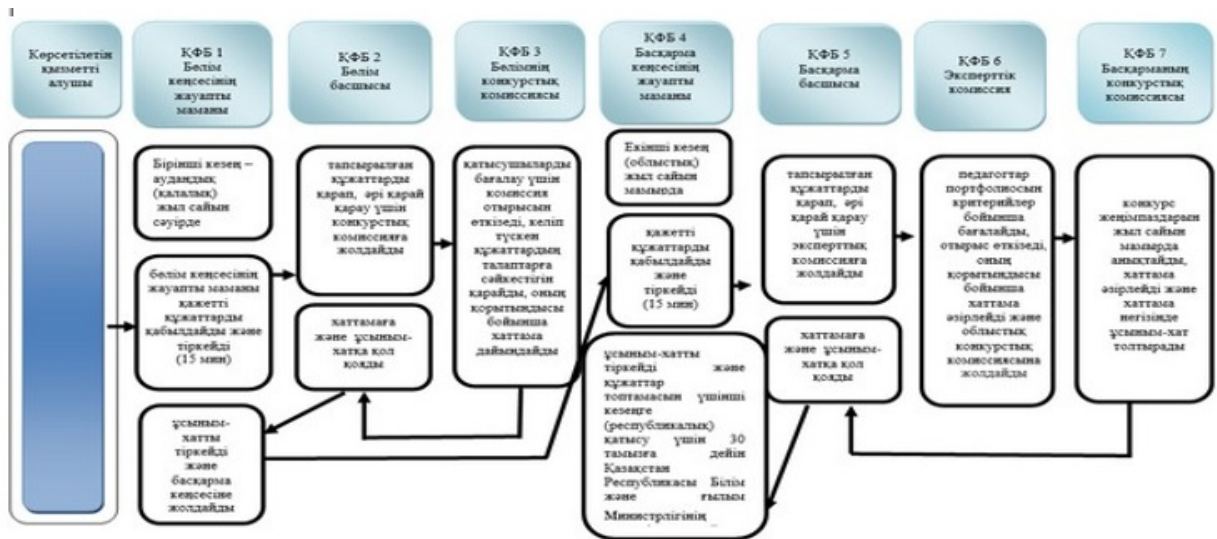 Көрсетілетін
қызметті
алушы
ҚФБ 1
Бөлім
кеңсесінің
жауапты
маманы
ҚФБ 2
Бөлім
басшысы
ҚФБ 3
Бөлімнің
конкурстық
комиссиясы
ҚФБ 4
Басқарма
кеңсесінің
жауапты
маманы
ҚФБ 5
Басқарма
басшысы
ҚФБ 6
Эксперттік
комиссия
ҚФБ 7
Басқарманың
конкурстық
комиссиясы
Бірінші кезең –
аудандық
(қалалық)
жыл сайын
сәуірде
бөлім кеңсесінің
жауапты маманы
қажетті
құжаттарды
қабылдайды және
тіркейді
(15 мин)
ұсыным-
хатты
тіркейді
және
басқарма
кеңсесіне
жолдайды
тапсырылған
құжаттарды
қарап, әрі қарай
қарау үшін
конкурстық
комиссияға
жолдайды
хаттамаға
және ұсыным-
хатқа қол
қояды
қатысушыларды
бағалау үшін
комиссия
отырысын
өткізеді, келіп
түскен
құжаттардың
талаптарға
сәйкестігін
қарайды, оның
қорытындысы
бойынша
хаттама
дайындайды
Екінші кезең
(облыстық)
жыл сайын
мамырда
қажетті
құжаттарды
қабылдайды
және
тіркейді
(15 мин)
ұсыным-хатты
тіркейді және
құжаттар
топтамасын үшінші
кезеңге
(республикалық)
қатысу үшін 30
тамызға дейін
Қазақстан
Республикасы Білім
және ғылым
Министрлігінің
тапсырылған
құжаттарды
қарап, әрі
қарай қарау
үшін
эксперттық
комиссияға
жолдайды
хаттамаға
және ұсыным-
хатқа қол
қояды
педагогтар
портфолиосын
критерийлер
бойынша
бағалайды,
отырыс өткізеді,
оның
қорытындысы
бойынша
хаттама
әзірлейді және
облыстық
конкурстық
комиссиясына
жолдайды
конкурс
жеңімпаздарын
жыл сайын
мамырда
анықтайды,
хаттама
әзірлейді және
хаттама
негізінде
ұсыным-хат
толтырады